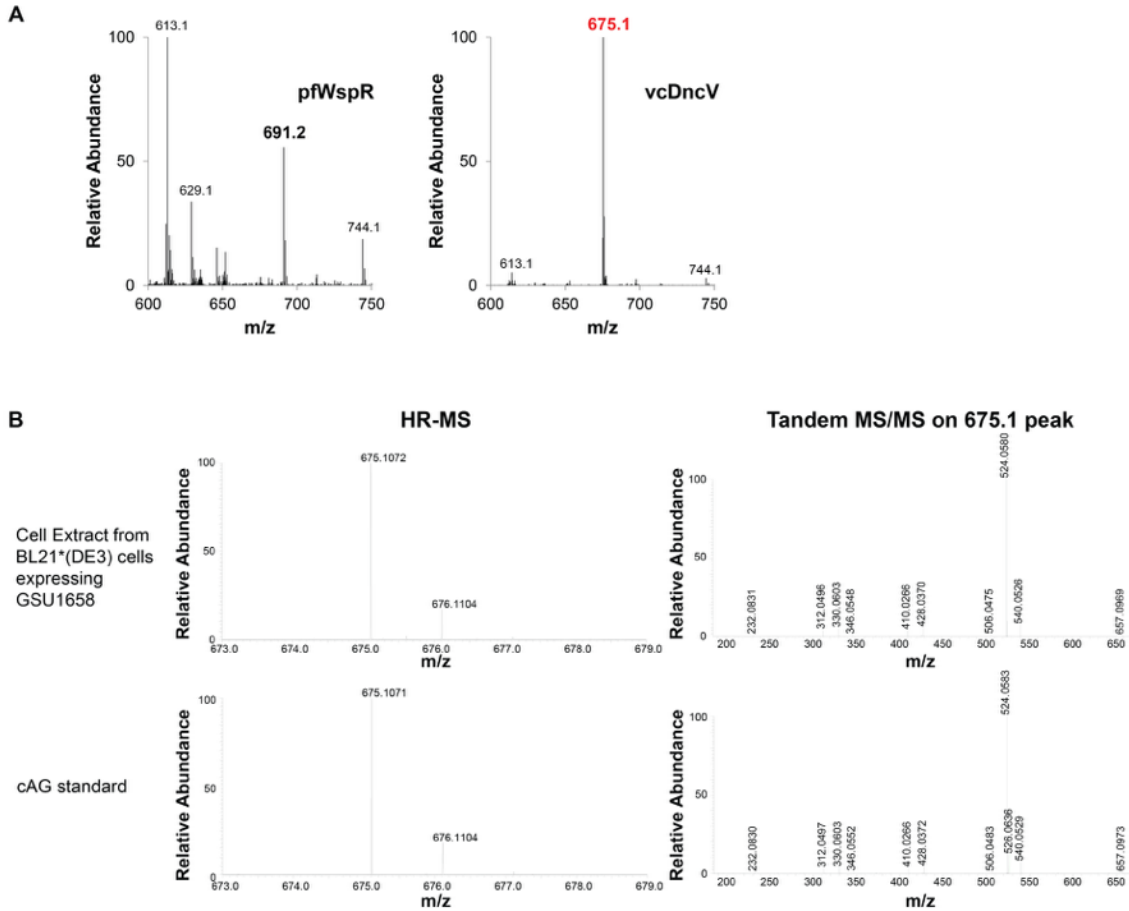 A
613.1
100
pfWspR
Relative Abundance
691.2
50
629.1
744.1
0
600 650 700 750
m/z
675.1
100
vcDncV
Relative Abundance
50
613.1
744.1
0
600 650 700 750
m/z
B
HR-MS
Tandem MS/MS on 675.1 peak
Cell Extract from
BL21*(DE3) cells
expressing
GSU1658
675.1072
100
Relative Abundance
50
676.1104
0
673.0 674.0 675.0 676.0 677.0 678.0 679.0
m/z
524.0580
100
Relative Abundance
50
232.0831
312.0496
330.0603
346.0548
410.0266
428.0370
506.0475
540.0526
657.0969
0
200 250 300 350 400 450 500 550 600 650
m/z
cAG standard
675.1071
100
Relative Abundance
50
676.1104
0
673.0 674.0 675.0 676.0 677.0 678.0 679.0
m/z
524.0583
100
Relative Abundance
50
232.0830
312.0497
330.0603
346.0552
410.0266
428.0372
506.0483
526.0636
540.0529
657.0973
0
200 250 300 350 400 450 500 550 600 650
m/z